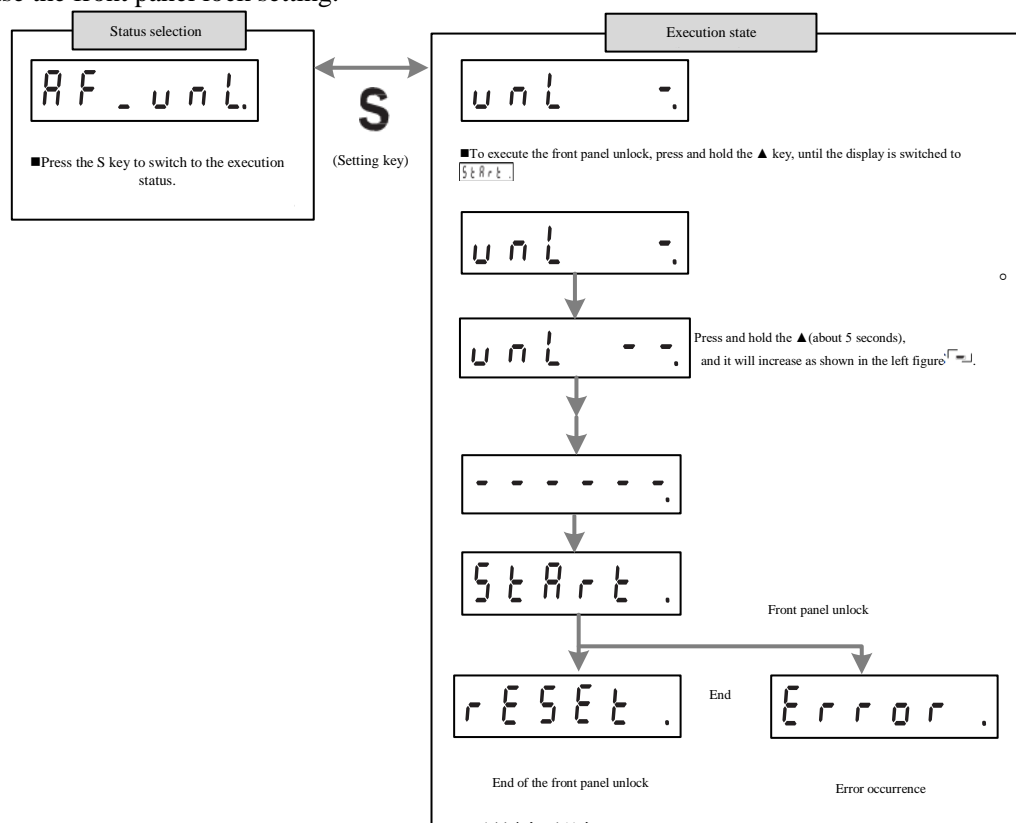 Status selection
Execution state
AF_unL.
S
(Setting key)
■Press the S key to switch to the execution
status.
unL -.
■To execute the front panel unlock, press and hold the ▲ key, until the display is switched to
StArt.
unL -.
unL --.
Press and hold the ▲(about 5 seconds),
and it will increase as shown in the left figure「-」.
------.
StArt.
Front panel unlock
rESEt.
End
Error.
End of the front panel unlock
Error occurrence